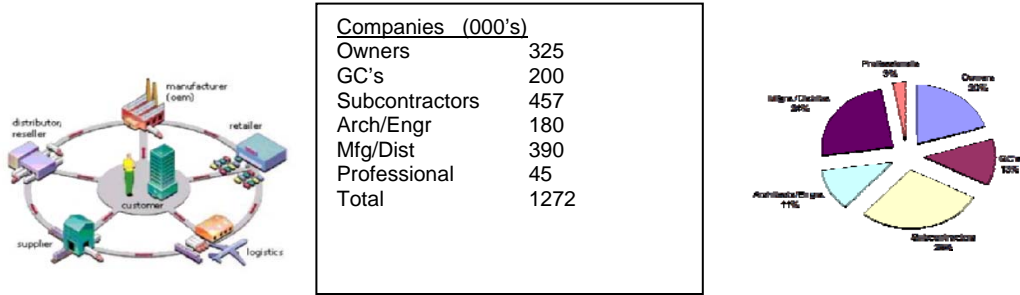 manufacturer
(oem)
distributor,
reseller
retailer
customer
supplier
logistics
Companies (000's)
Owners 325
GC's 200
Subcontractors 457
Arch/Engr 180
Mfg/Dist 390
Professional 45
Total 1272
Professionals
3%
Owners
20%
GC's
13%
Subcontractors
Architects/Engrs.
11%